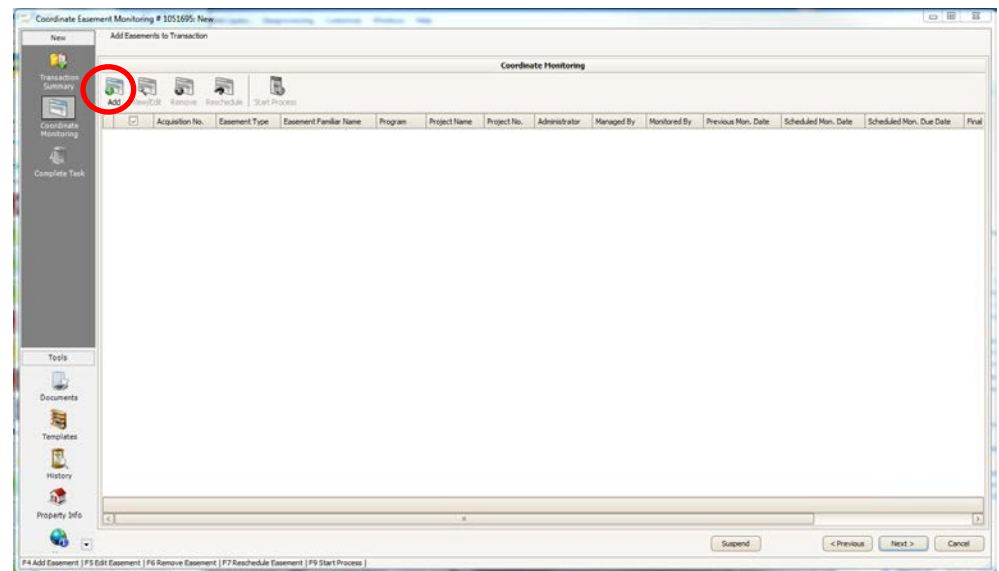 Coordinate Easement Monitoring # 1051695: New
New
Add Easements to Transaction
Transaction
Summary
Coordinate
Monitoring
Complete Task
Coordinate Monitoring
Add View/Edit Remove Reschedule Start Process
Acquisition No. Easement Type Easement Familiar Name Program Project Name Project No. Administrator Managed By Monitored By Previous Mon. Date Scheduled Mon. Date Scheduled Mon. Due Date Final
Tools
Documents
Templates
History
Property Info
Suspend < Previous Next > Cancel
F4 Add Easement | F5 Edit Easement | F6 Remove Easement | F7 Reschedule Easement | F9 Start Process |